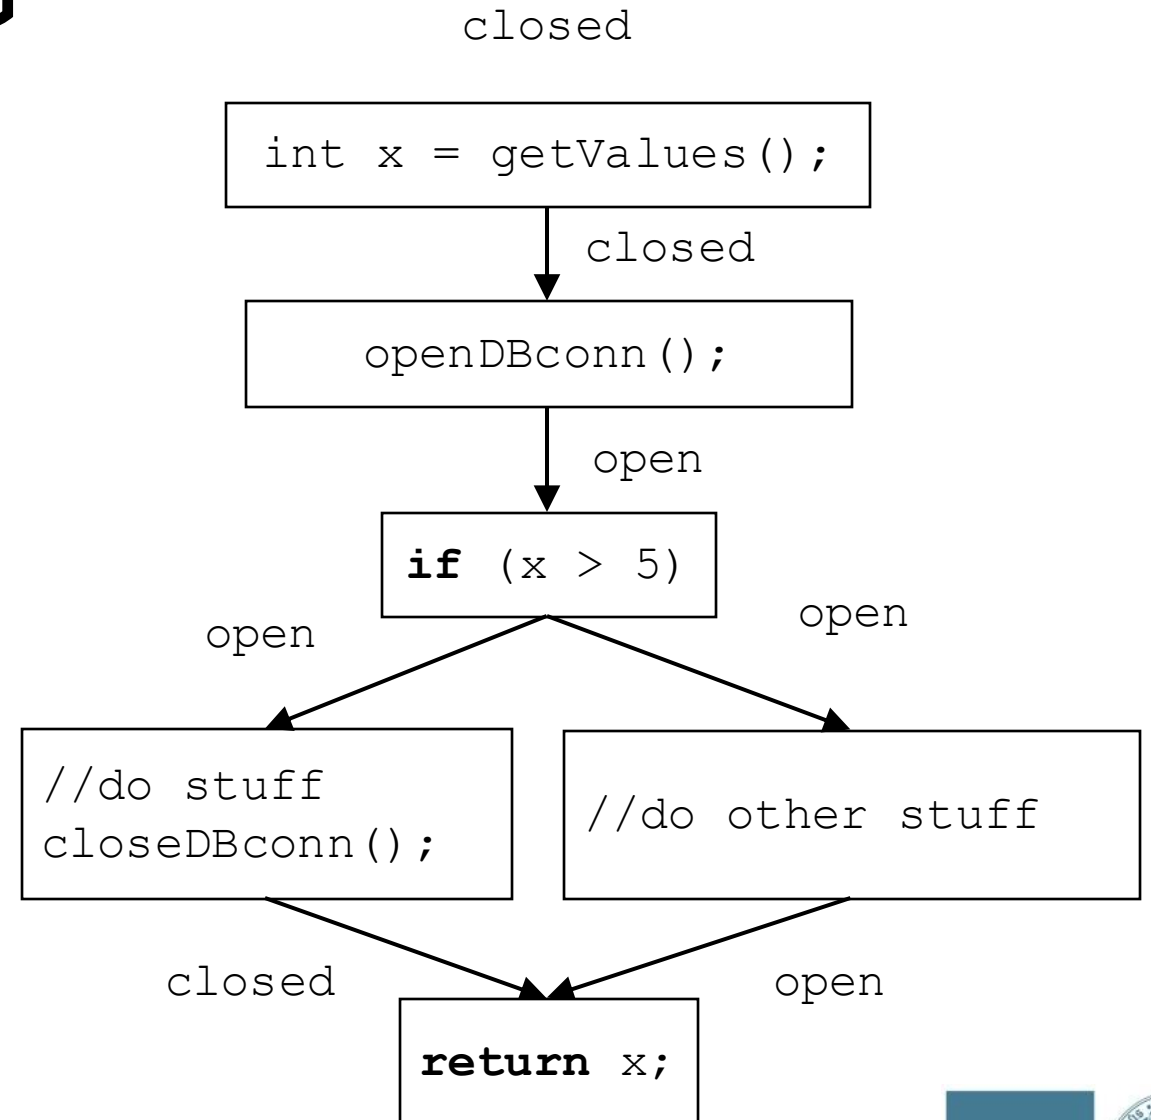 closed
int x = getValues();
closed
openDBconn();
open
if (x > 5)
open
open
//do stuff
closeDBconn();
//do other stuff
closed
open
return x;